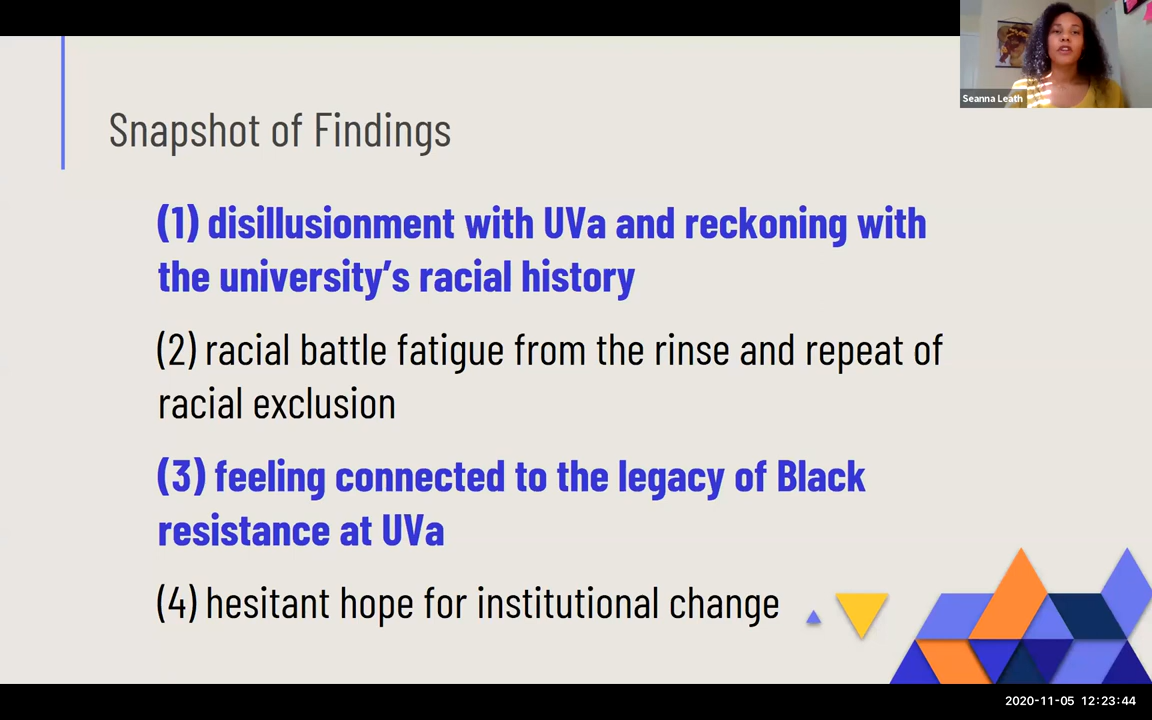 Seanna Leath
Snapshot of Findings
(1) disillusionment with UVa and reckoning with
the university's racial history
(2) racial battle fatigue from the rinse and repeat of
racial exclusion
(3) feeling connected to the legacy of Black
resistance at UVa
(4) hesitant hope for institutional change
2020-11-05 12:23:44